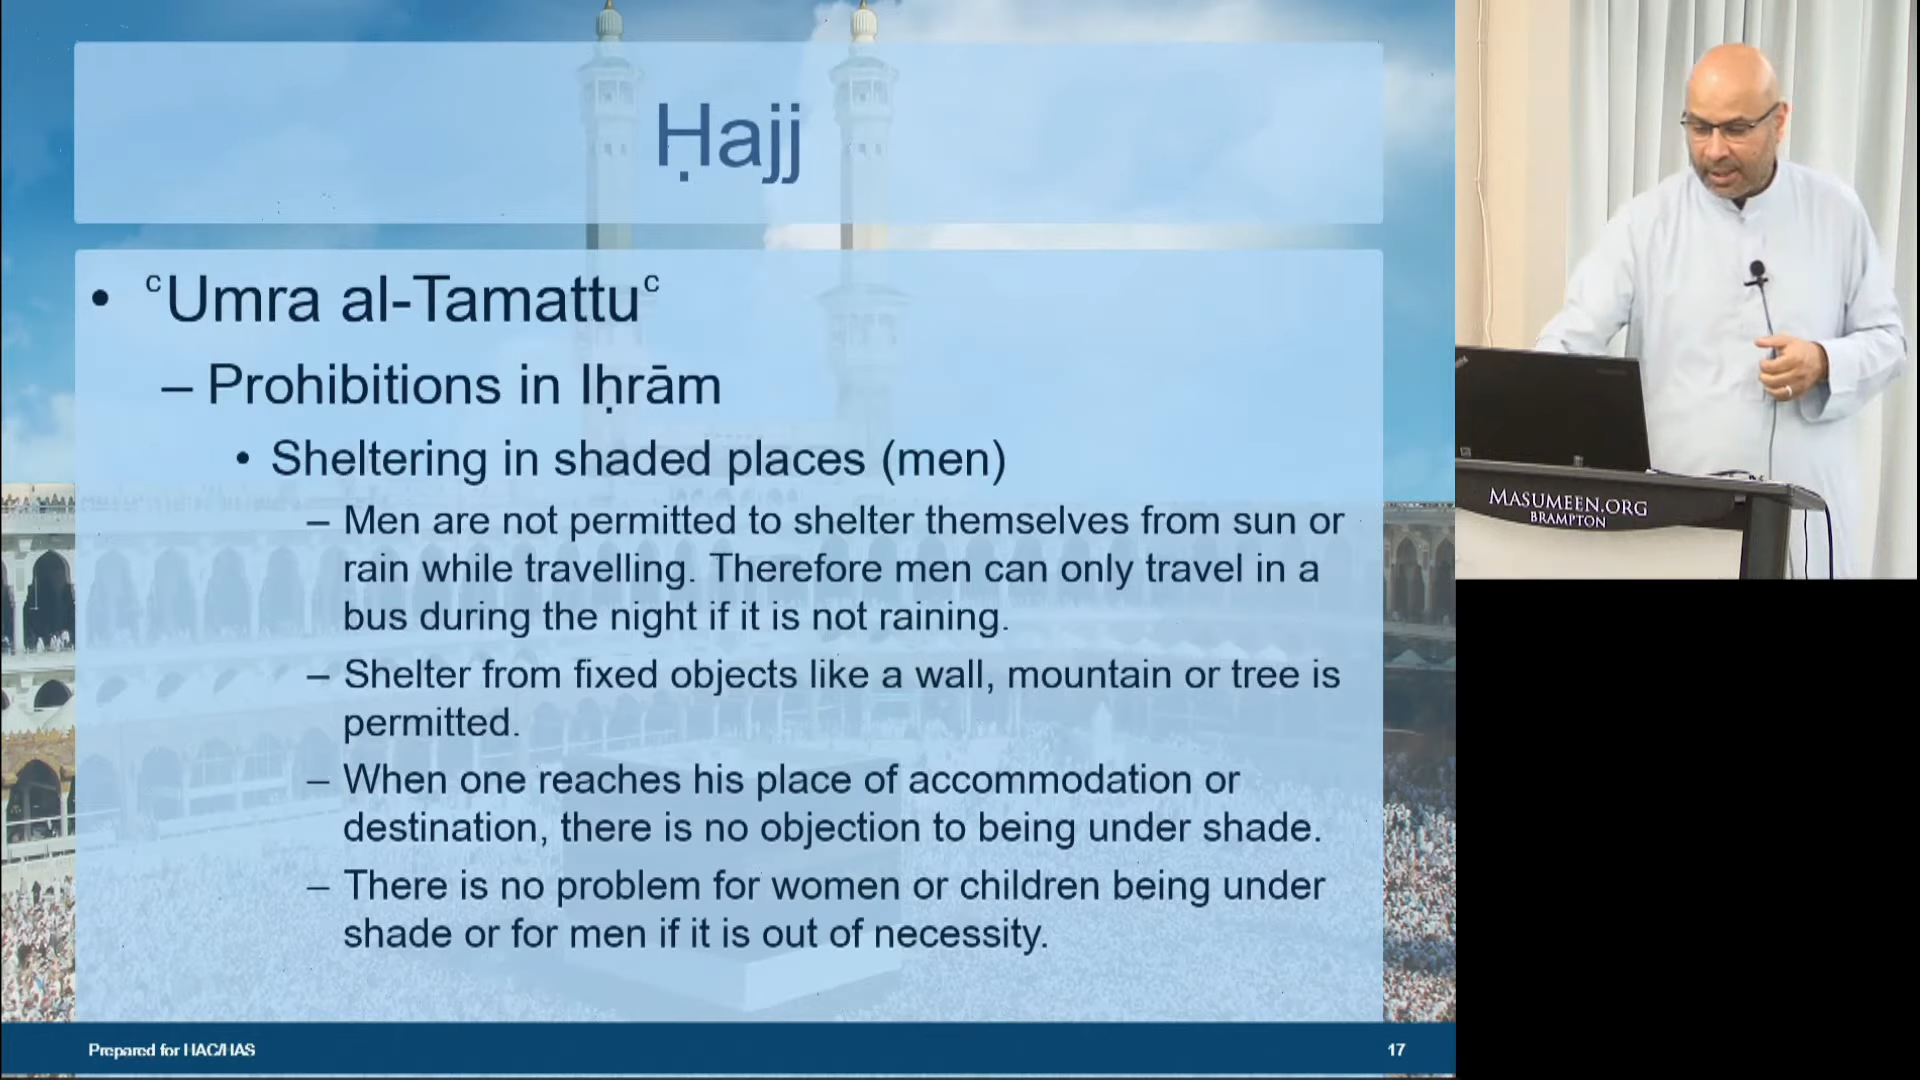 Ḥajj
• ᶜUmra al-Tamattuᶜ
– Prohibitions in Iḥrām
• Sheltering in shaded places (men)
– Men are not permitted to shelter themselves from sun or
rain while travelling. Therefore men can only travel in a
bus during the night if it is not raining.
– Shelter from fixed objects like a wall, mountain or tree is
permitted.
– When one reaches his place of accommodation or
destination, there is no objection to being under shade.
– There is no problem for women or children being under
shade or for men if it is out of necessity.
Prepared for HAC/HAS
17
MASUMEEN.ORG
BRAMPTON